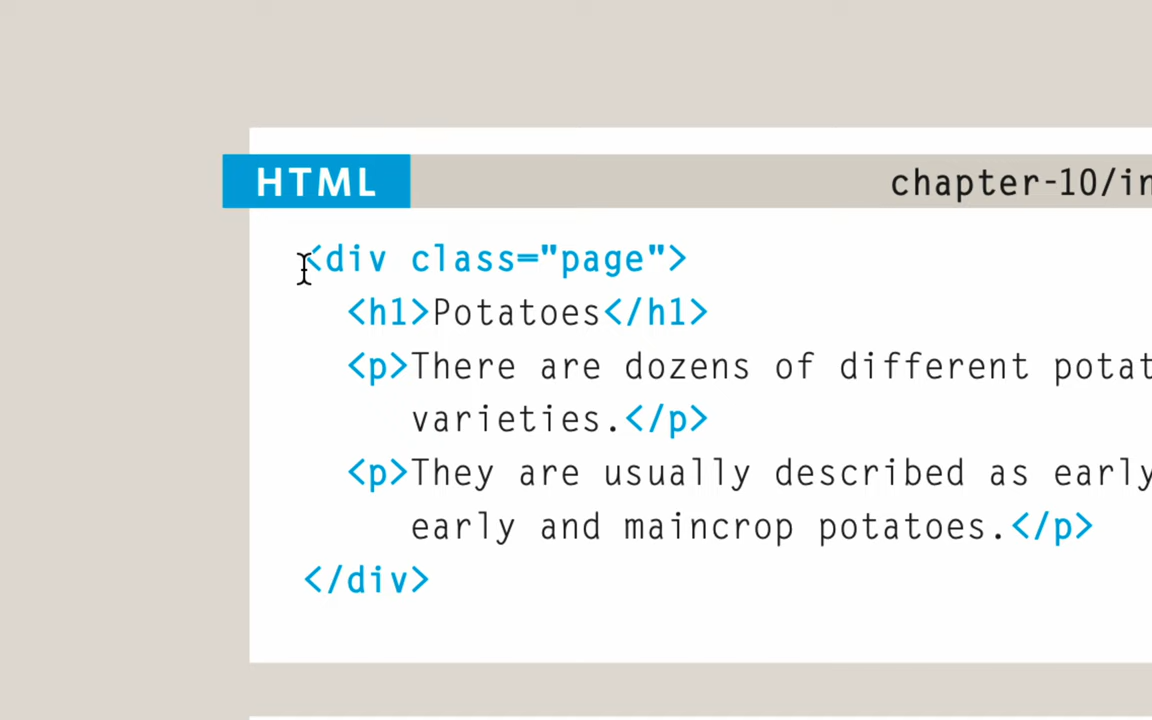 HTML
chapter-10/in
<div class="page">
<h1>Potatoes</h1>
<p>There are dozens of different potat
varieties.</p>
<p>They are usually described as early
early and maincrop potatoes.</p>
</div>